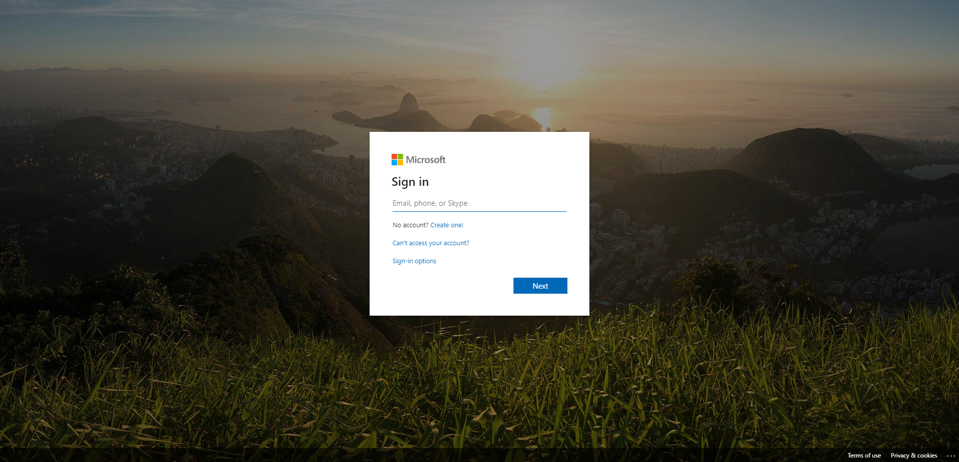 Microsoft
Sign in
Email, phone, or Skype
No account? Create one!
Can't access your account?
Sign-in options
Next
Terms of use Privacy & cookies ...